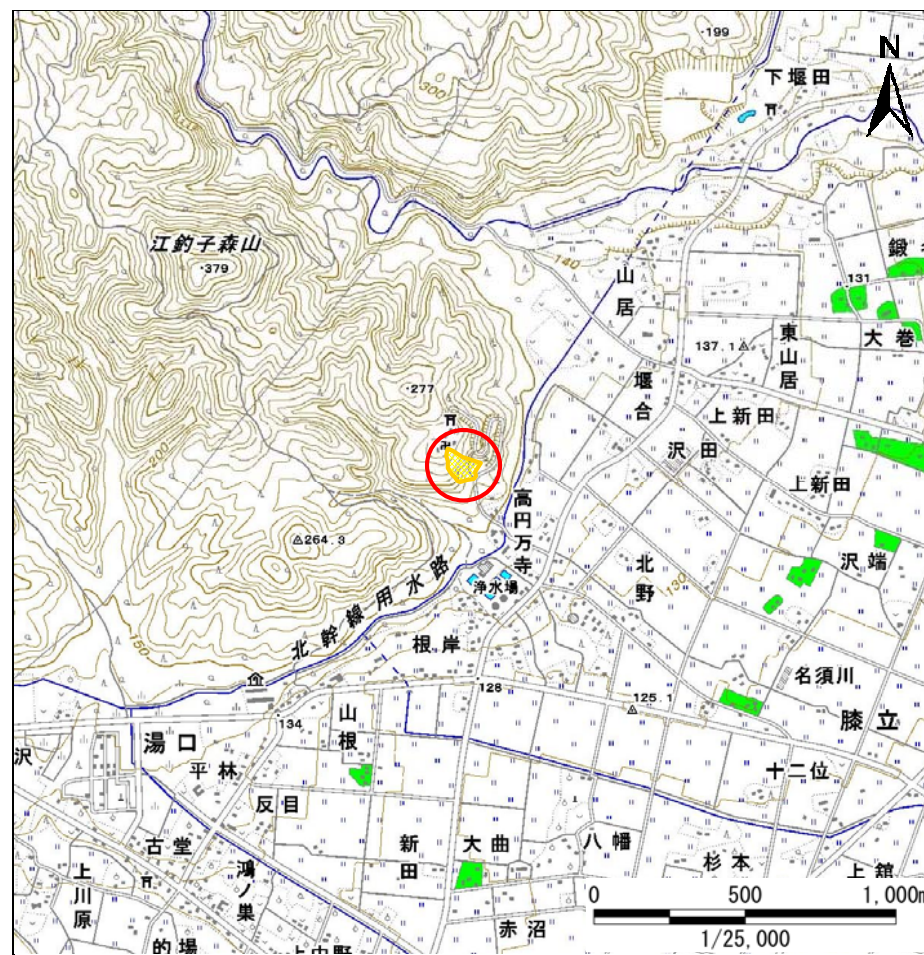 ・199
N
下堰田
300
江釣子森山
・379
140
鍛
山居
・131
大巻
137.1
東山居
・277
堰合
上新田
沢田
200
上新田
高円万寺
264.3
沢端
北野
130
北幹線用水路
浄水場
150
根岸
名須川
128
125.1
膝立
134
山根
湯口
沢
平林
十二位
反目
古堂
新田
大曲
八幡
杉本
上舘
鴻ノ巣
上川原
赤沼
的場
上中野
0 500 1,000m
1/25,000